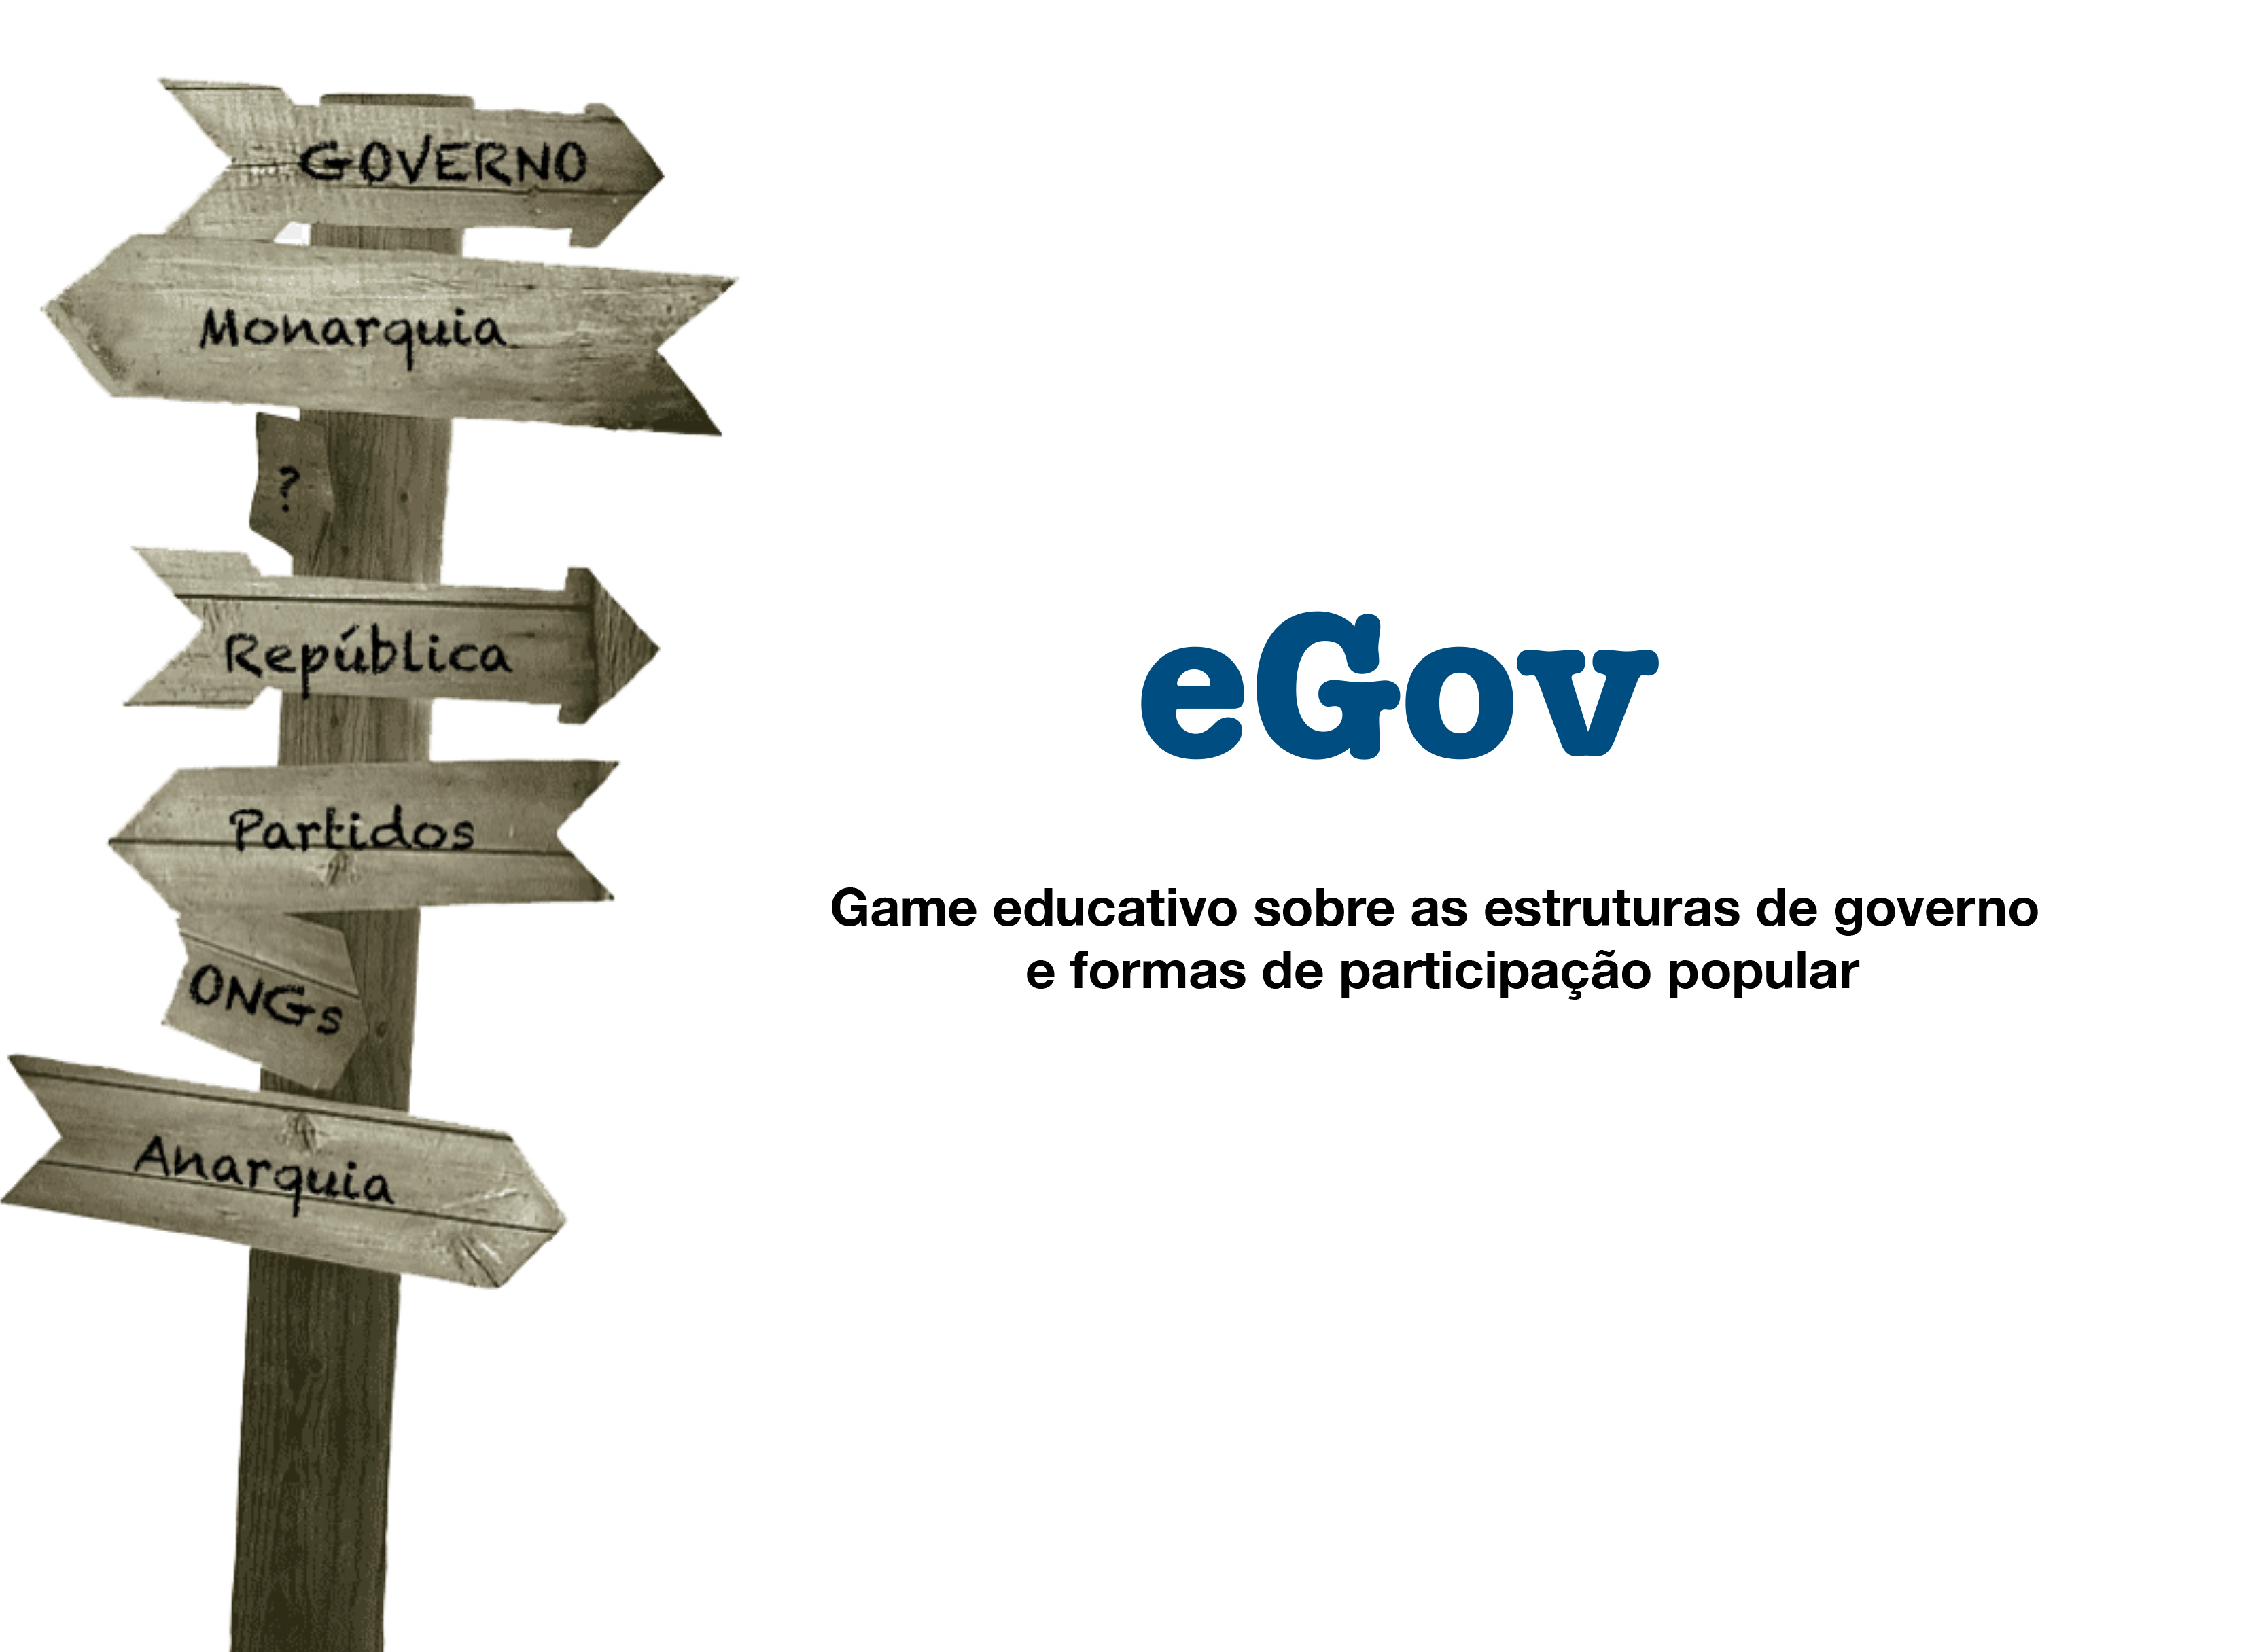 GOVERNO
Monarquia
?
República
Partidos
ONGs
Anarquia
eGov
Game educativo sobre as estruturas de governo
e formas de participação popular